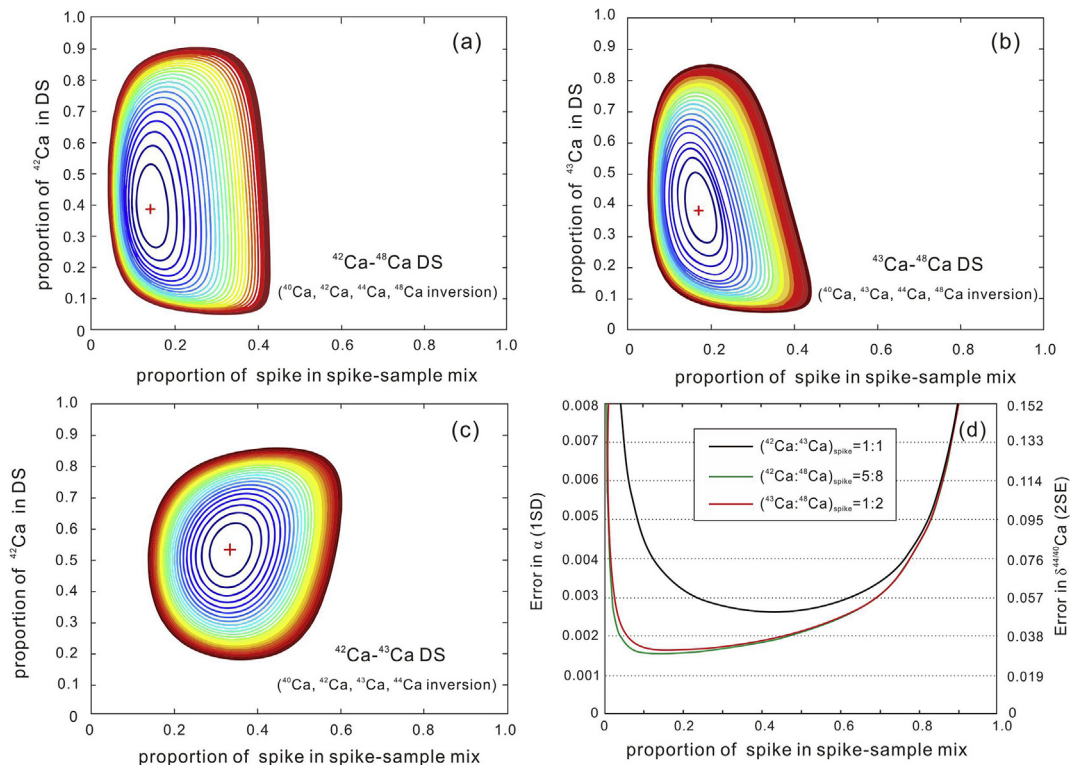 (a)
1.0
0.9
0.8
0.7
0.6
0.5
0.4
0.3
0.2
0.1
0
proportion of ⁴²Ca in DS
⁴²Ca-⁴⁸Ca DS
(⁴⁰Ca, ⁴²Ca, ⁴⁴Ca, ⁴⁸Ca inversion)
0 0.2 0.4 0.6 0.8 1.0
proportion of spike in spike-sample mix
(b)
1.0
0.9
0.8
0.7
0.6
0.5
0.4
0.3
0.2
0.1
0
proportion of ⁴³Ca in DS
⁴³Ca-⁴⁸Ca DS
(⁴⁰Ca, ⁴³Ca, ⁴⁴Ca, ⁴⁸Ca inversion)
0 0.2 0.4 0.6 0.8 1.0
proportion of spike in spike-sample mix
(c)
1.0
0.9
0.8
0.7
0.6
0.5
0.4
0.3
0.2
0.1
0
proportion of ⁴²Ca in DS
⁴²Ca-⁴³Ca DS
(⁴⁰Ca, ⁴²Ca, ⁴³Ca, ⁴⁴Ca inversion)
0 0.2 0.4 0.6 0.8 1.0
proportion of spike in spike-sample mix
(d)
0.008
0.007
0.006
0.005
0.004
0.003
0.002
0.001
0
Error in α (1SD)
(⁴²Ca:⁴³Ca)spike=1:1
(⁴²Ca:⁴⁸Ca)spike=5:8
(⁴³Ca:⁴⁸Ca)spike=1:2
0.152
0.133
0.114
0.095
0.076
0.057
0.038
0.019
0
Error in δ⁴⁴/⁴⁰Ca (2SE)
0 0.2 0.4 0.6 0.8 1.0
proportion of spike in spike-sample mix